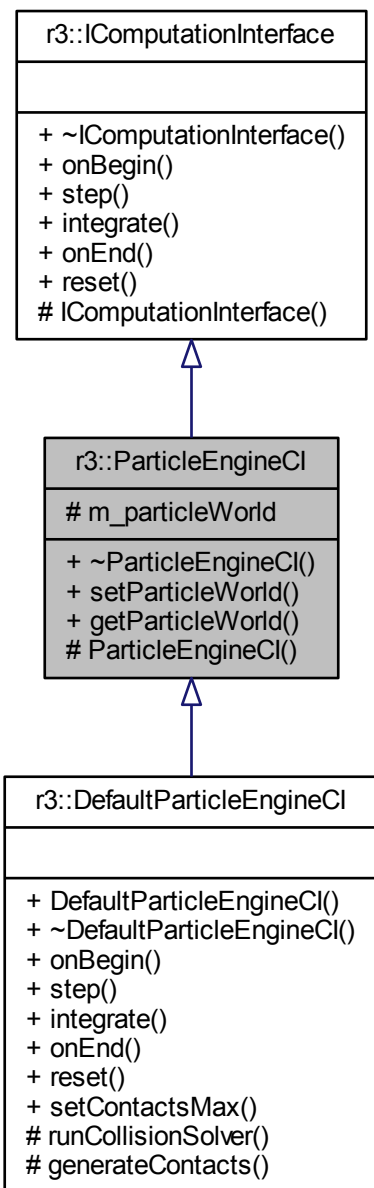 r3::IComputationInterface
+ ~IComputationInterface()
+ onBegin()
+ step()
+ integrate()
+ onEnd()
+ reset()
# IComputationInterface()
r3::ParticleEngineCI
# m_particleWorld
+ ~ParticleEngineCI()
+ setParticleWorld()
+ getParticleWorld()
# ParticleEngineCI()
r3::DefaultParticleEngineCI
+ DefaultParticleEngineCI()
+ ~DefaultParticleEngineCI()
+ onBegin()
+ step()
+ integrate()
+ onEnd()
+ reset()
+ setContactsMax()
# runCollisionSolver()
# generateContacts()